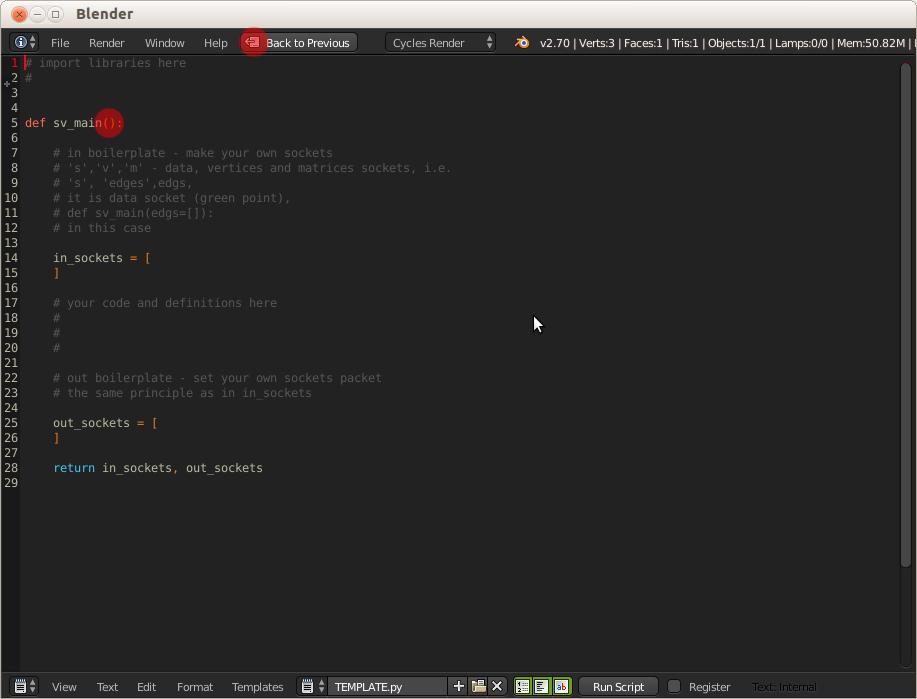 Blender
File Render Window Help Back to Previous Cycles Render v2.70 | Verts:3 | Faces:1 | Tris:1 | Objects:1/1 | Lamps:0/0 | Mem:50.82M |
1 # import libraries here
2 #
3
4
5 def sv_main():
6
7 # in boilerplate - make your own sockets
8 # 's','v','m' - data, vertices and matrices sockets, i.e.
9 # 's', 'edges',edgs,
10 # it is data socket (green point),
11 # def sv_main(edgs=[]):
12 # in this case
13
14 in_sockets = [
15 ]
16
17 # your code and definitions here
18 #
19 #
20 #
21
22 # out boilerplate - set your own sockets packet
23 # the same principle as in in_sockets
24
25 out_sockets = [
26 ]
27
28 return in_sockets, out_sockets
29
View Text Edit Format Templates TEMPLATE.py ab Run Script Register Text: Internal